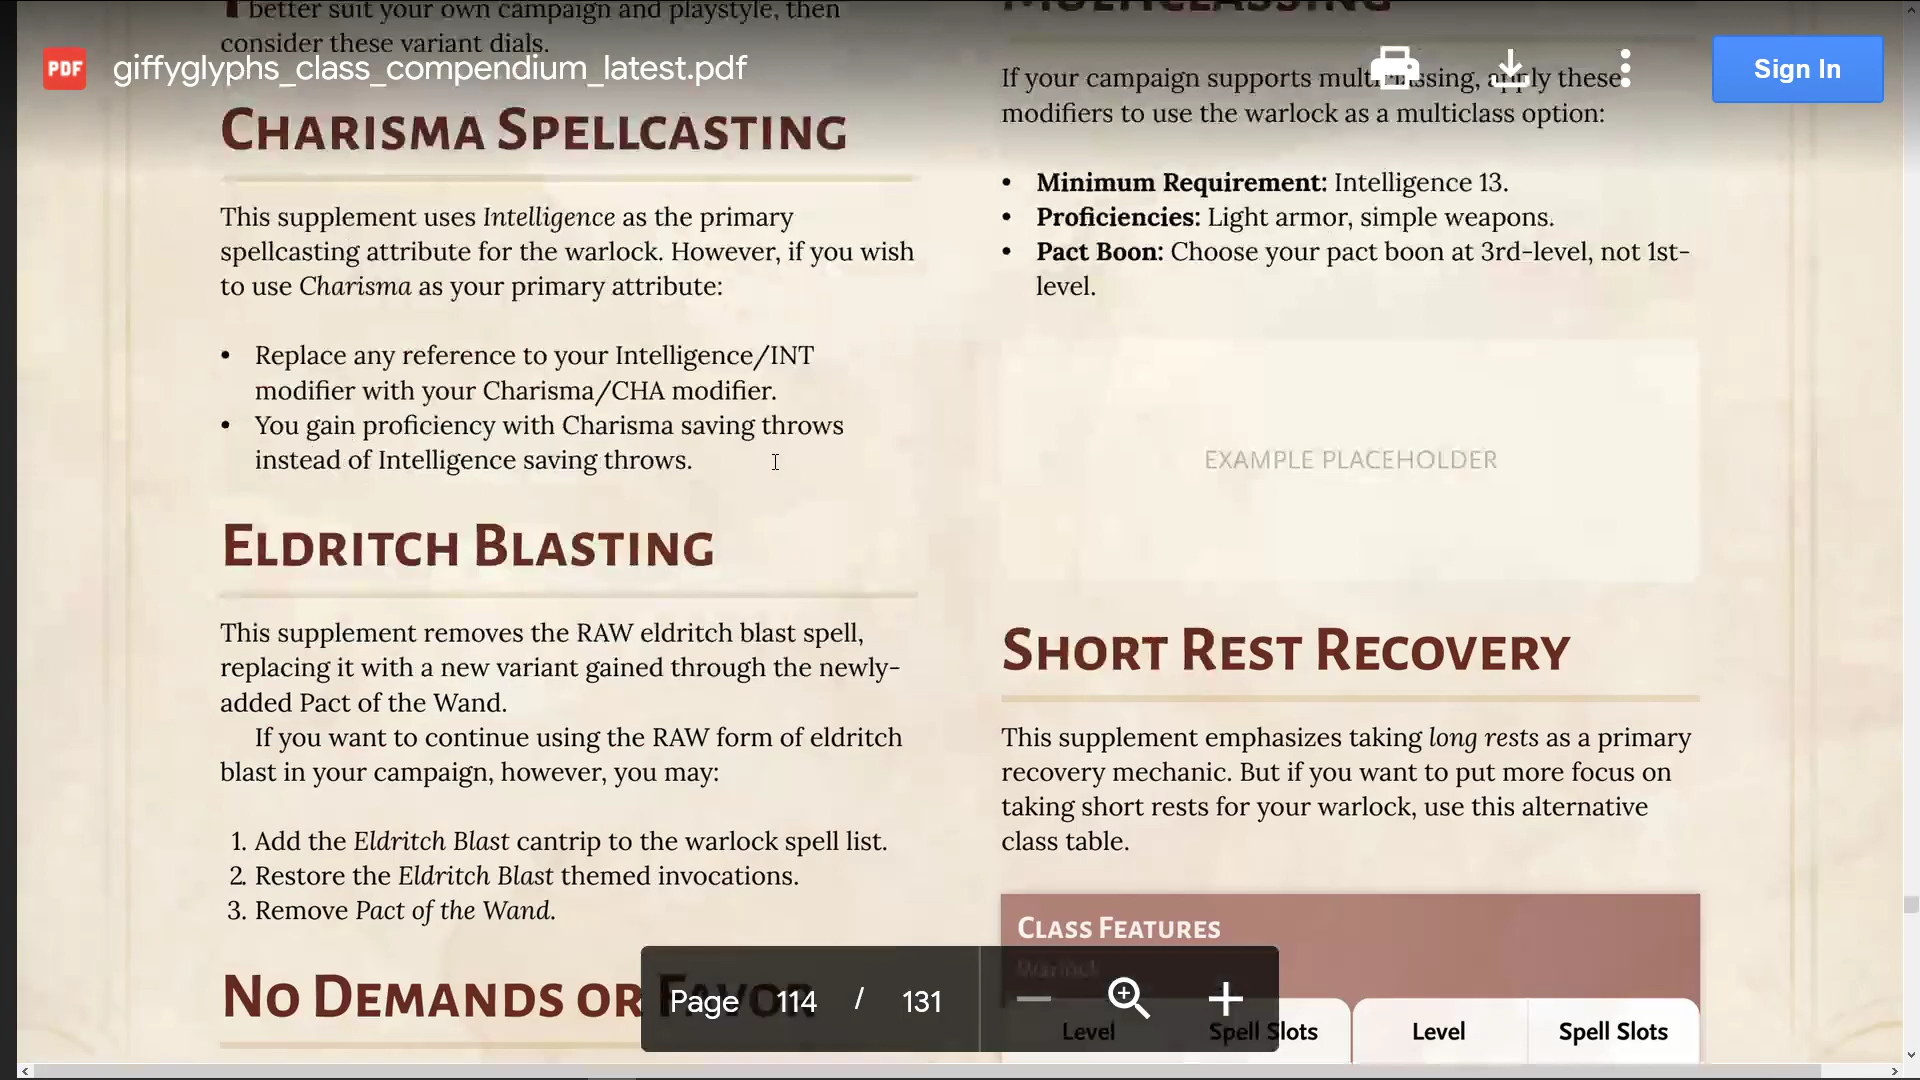 better suit your own campaign and playstyle, then
consider these variant dials.
PDF
giffyglyphs_class_compendium_latest.pdf
Sign In
CHARISMA SPELLCASTING
This supplement uses Intelligence as the primary
spellcasting attribute for the warlock. However, if you wish
to use Charisma as your primary attribute:
• Replace any reference to your Intelligence/INT
modifier with your Charisma/CHA modifier.
• You gain proficiency with Charisma saving throws
instead of Intelligence saving throws.
ELDRITCH BLASTING
This supplement removes the RAW eldritch blast spell,
replacing it with a new variant gained through the newly-
added Pact of the Wand.
If you want to continue using the RAW form of eldritch
blast in your campaign, however, you may:
1. Add the Eldritch Blast cantrip to the warlock spell list.
2. Restore the Eldritch Blast themed invocations.
3. Remove Pact of the Wand.
NO DEMANDS OR FAVOR
MULTICLASSING
If your campaign supports multiclassing, apply these
modifiers to use the warlock as a multiclass option:
• Minimum Requirement: Intelligence 13.
• Proficiencies: Light armor, simple weapons.
• Pact Boon: Choose your pact boon at 3rd-level, not 1st-
level.
EXAMPLE PLACEHOLDER
SHORT REST RECOVERY
This supplement emphasizes taking long rests as a primary
recovery mechanic. But if you want to put more focus on
taking short rests for your warlock, use this alternative
class table.
CLASS FEATURES
Warlock
Level Spell Slots Level Spell Slots
Page 114 / 131